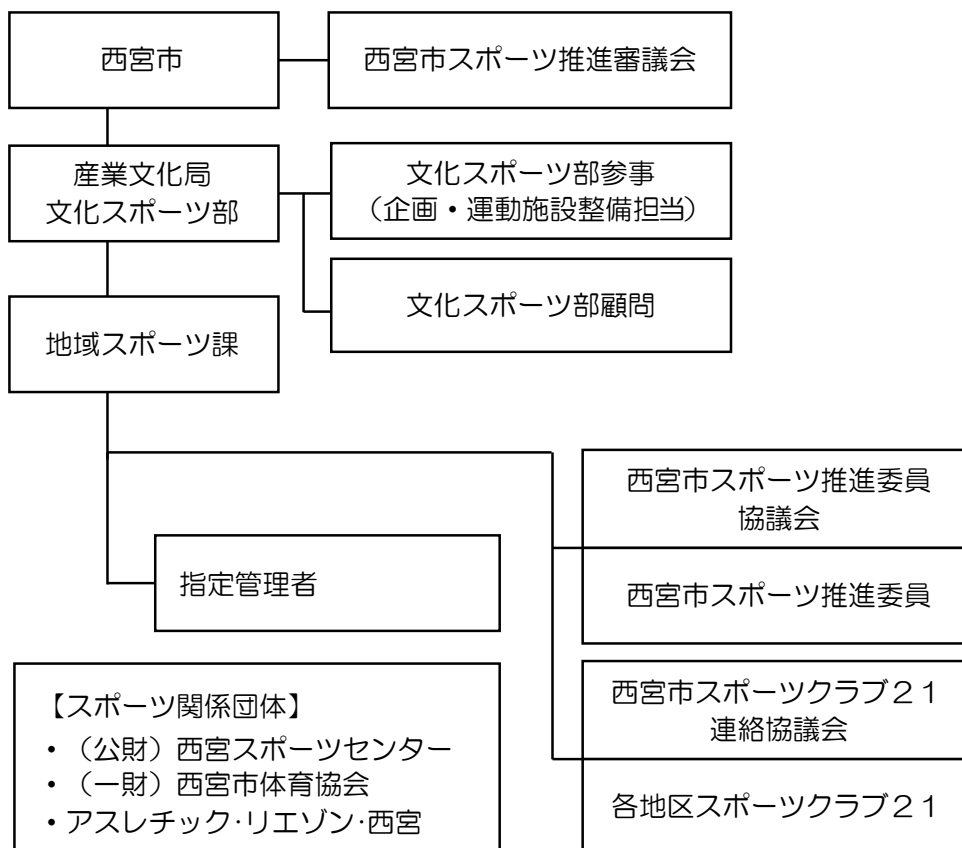 西宮市
西宮市スポーツ推進審議会
産業文化局
文化スポーツ部
文化スポーツ部参事
（企画・運動施設整備担当）
文化スポーツ部顧問
地域スポーツ課
西宮市スポーツ推進委員
協議会
指定管理者
西宮市スポーツ推進委員
【スポーツ関係団体】
・（公財）西宮スポーツセンター
・（一財）西宮市体育協会
・アスレチック･リエゾン･西宮
西宮市スポーツクラブ２１
連絡協議会
各地区スポーツクラブ２１